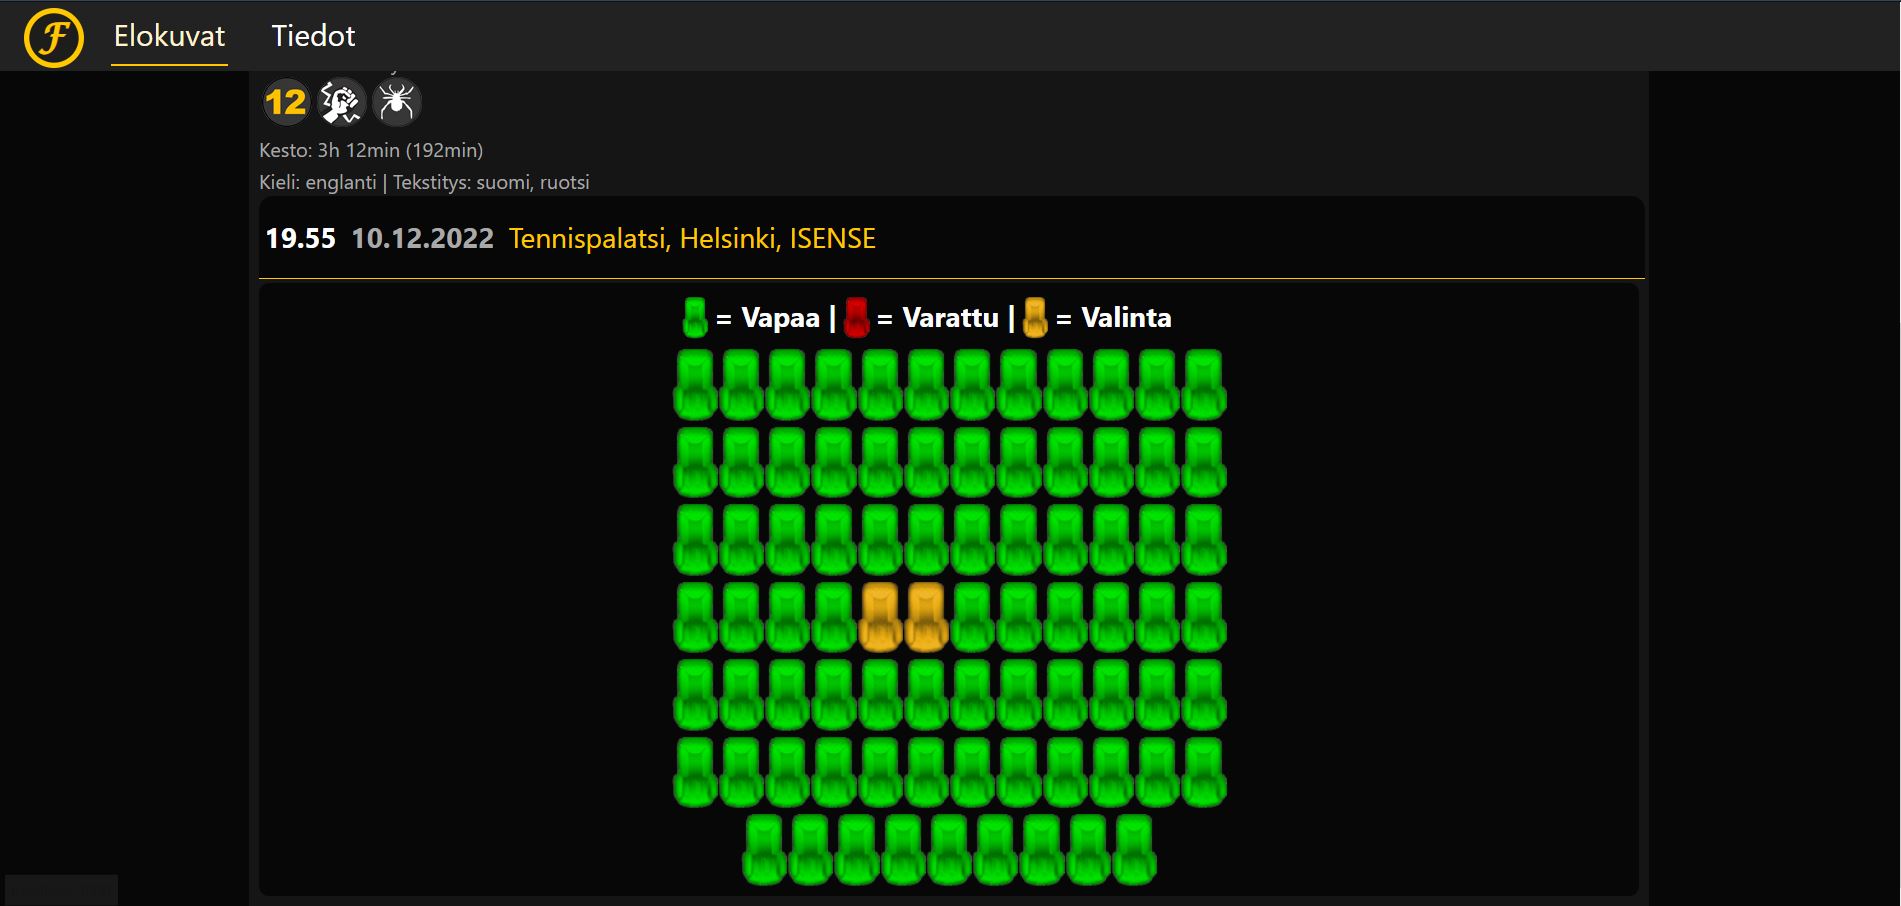 F
Elokuvat Tiedot
12
Kesto: 3h 12min (192min)
Kieli: englanti | Tekstitys: suomi, ruotsi
19.55 10.12.2022 Tennispalatsi, Helsinki, ISENSE
= Vapaa | = Varattu | = Valinta